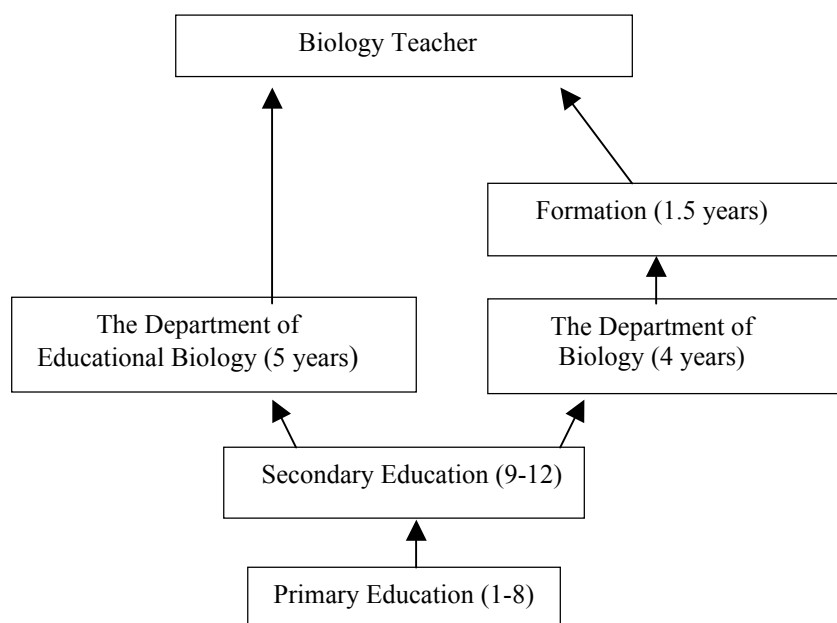 Biology Teacher
Formation (1.5 years)
The Department of
Educational Biology (5 years)
The Department of
Biology (4 years)
Secondary Education (9-12)
Primary Education (1-8)